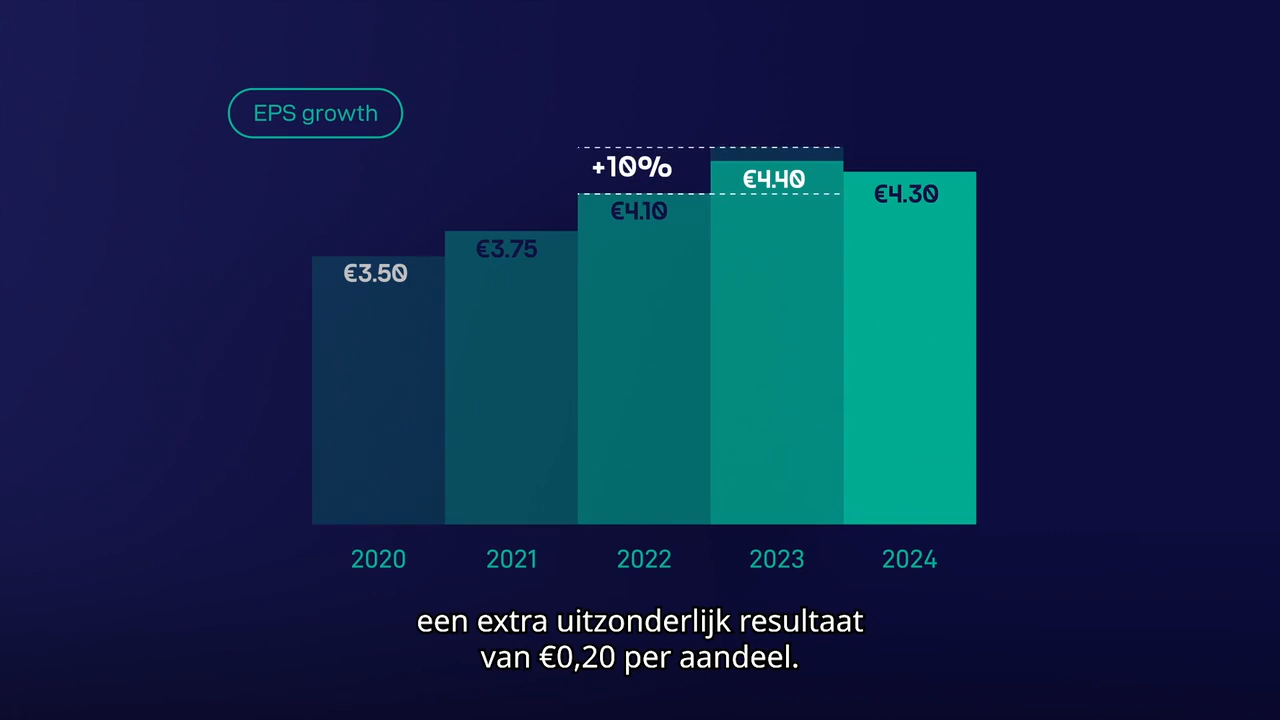 EPS growth
+10%
€4.40
€4.30
€4.10
€3.75
€3.50
2020 2021 2022 2023 2024
een extra uitzonderlijk resultaat
van €0,20 per aandeel.